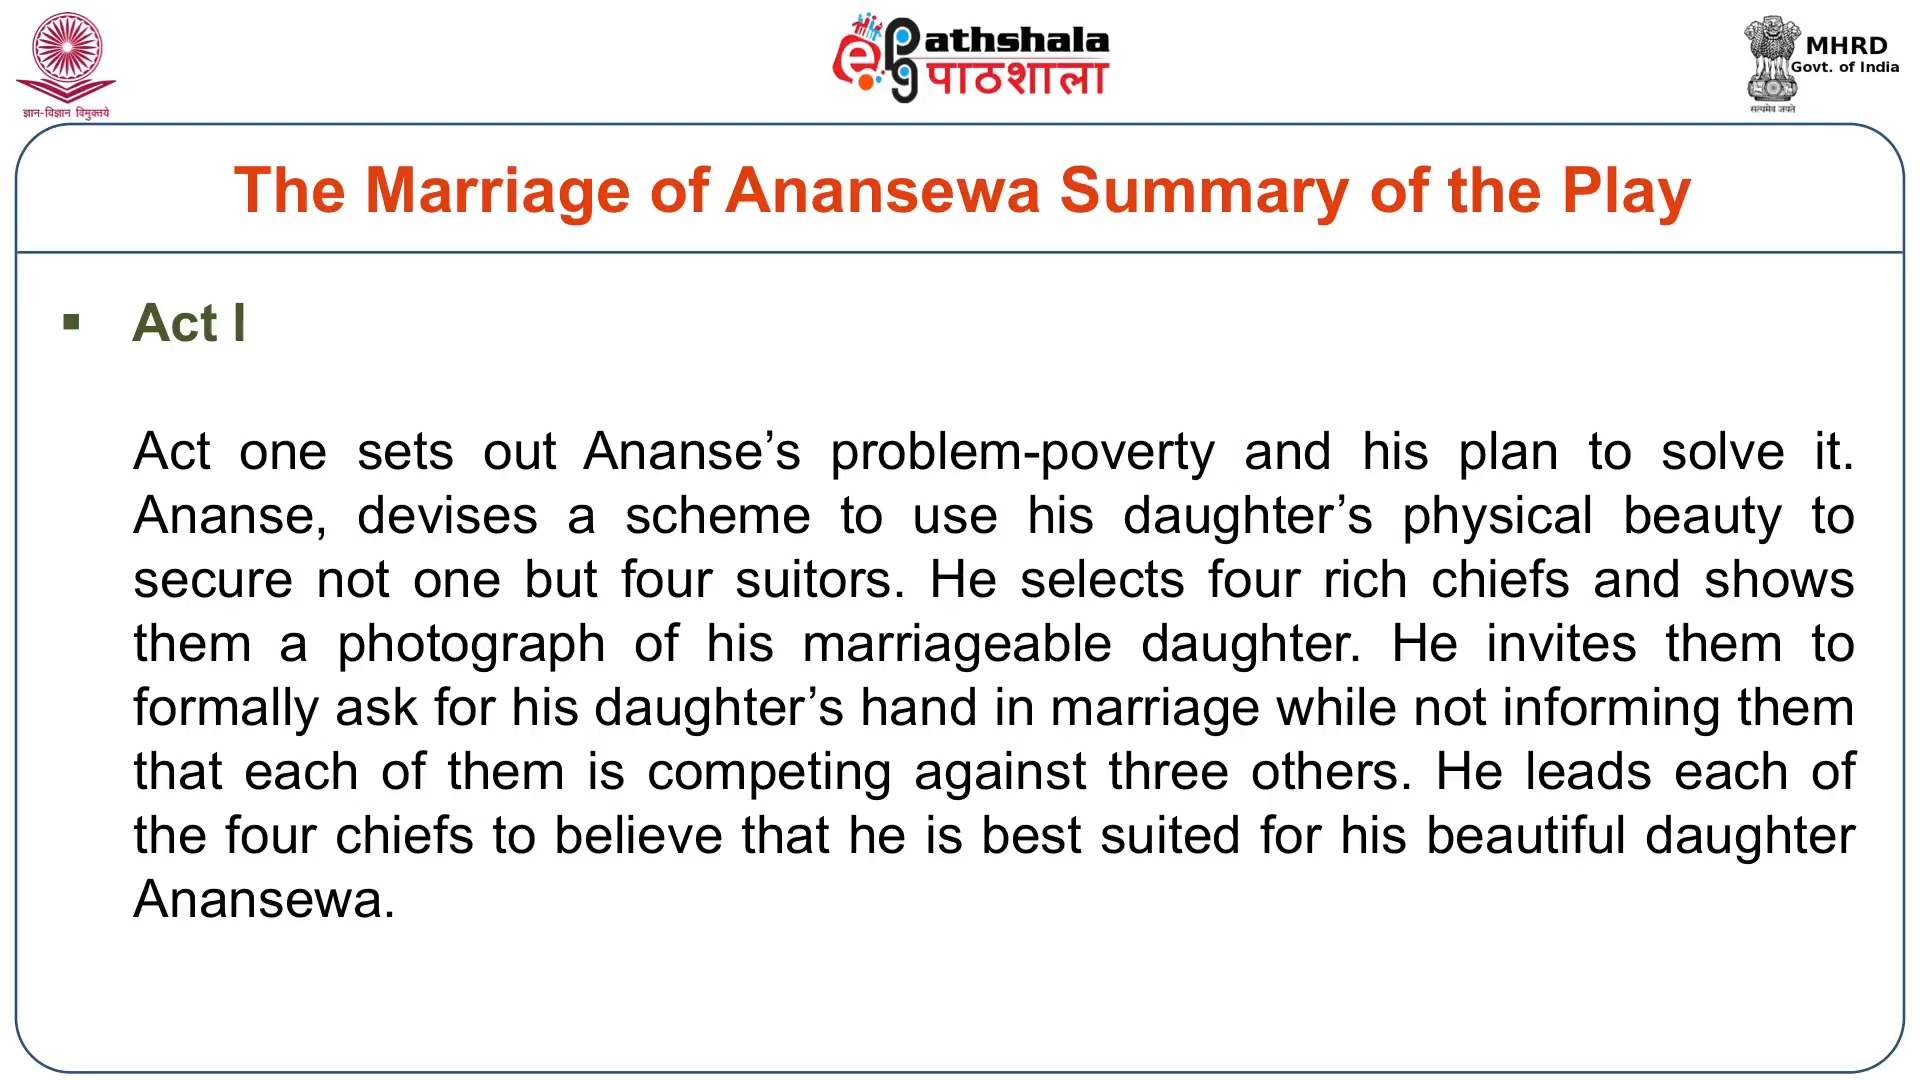 ज्ञान-विज्ञान विमुक्तये
Pathshala
पाठशाला
MHRD
Govt. of India
सत्यमेव जयते
The Marriage of Anansewa Summary of the Play
▪ Act I
Act one sets out Ananse’s problem-poverty and his plan to solve it.
Ananse, devises a scheme to use his daughter’s physical beauty to
secure not one but four suitors. He selects four rich chiefs and shows
them a photograph of his marriageable daughter. He invites them to
formally ask for his daughter’s hand in marriage while not informing them
that each of them is competing against three others. He leads each of
the four chiefs to believe that he is best suited for his beautiful daughter
Anansewa.